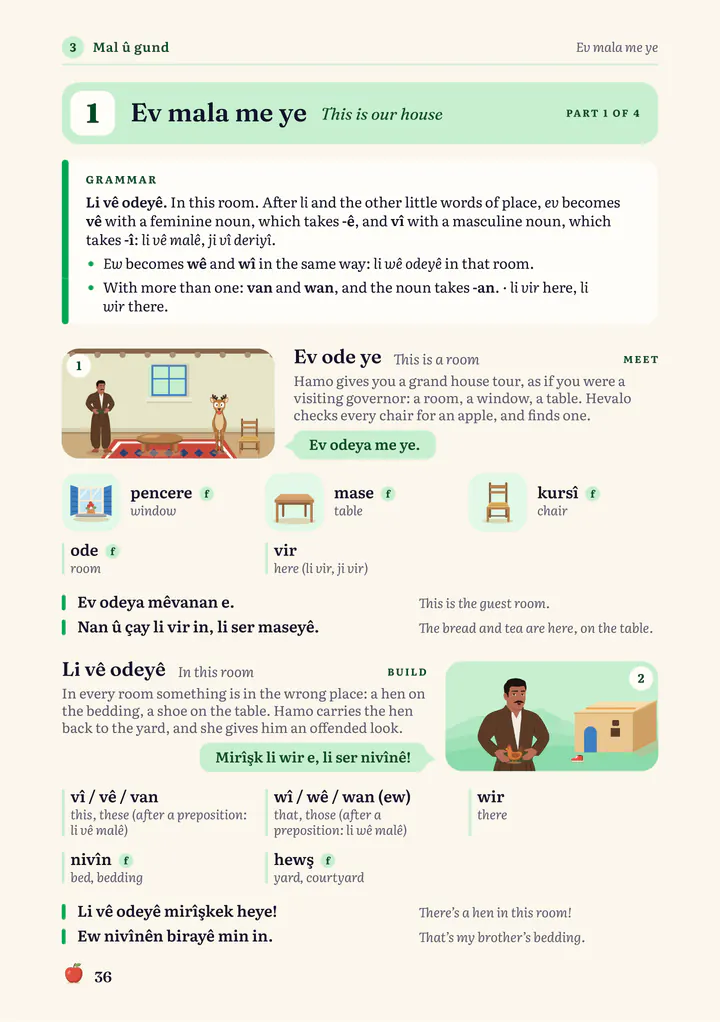 3 Mal û gund
Ev mala me ye
1 Ev mala me ye This is our house PART 1 OF 4
GRAMMAR
Li vê odeyê. In this room. After li and the other little words of place, ev becomes
vê with a feminine noun, which takes -ê, and vî with a masculine noun, which
takes -î: li vê malê, ji vî deriyî.
• Ew becomes wê and wî in the same way: li wê odeyê in that room.
• With more than one: van and wan, and the noun takes -an. · li vir here, li
wir there.
1
Ev ode ye This is a room MEET
Hamo gives you a grand house tour, as if you were a
visiting governor: a room, a window, a table. Hevalo
checks every chair for an apple, and finds one.
Ev odeya me ye.
pencere f
window
mase f
table
kursî f
chair
ode f
room
vir
here (li vir, ji vir)
Ev odeya mêvanan e. This is the guest room.
Nan û çay li vir in, li ser maseyê. The bread and tea are here, on the table.
Li vê odeyê In this room BUILD
In every room something is in the wrong place: a hen on
the bedding, a shoe on the table. Hamo carries the hen
back to the yard, and she gives him an offended look.
Mirîşk li wir e, li ser nivînê!
2
vî / vê / van
this, these (after a preposition:
li vê malê)
wî / wê / wan (ew)
that, those (after a
preposition: li wê malê)
wir
there
nivîn f
bed, bedding
hewş f
yard, courtyard
Li vê odeyê mirîşkek heye! There's a hen in this room!
Ew nivînên birayê min in. That's my brother's bedding.
36